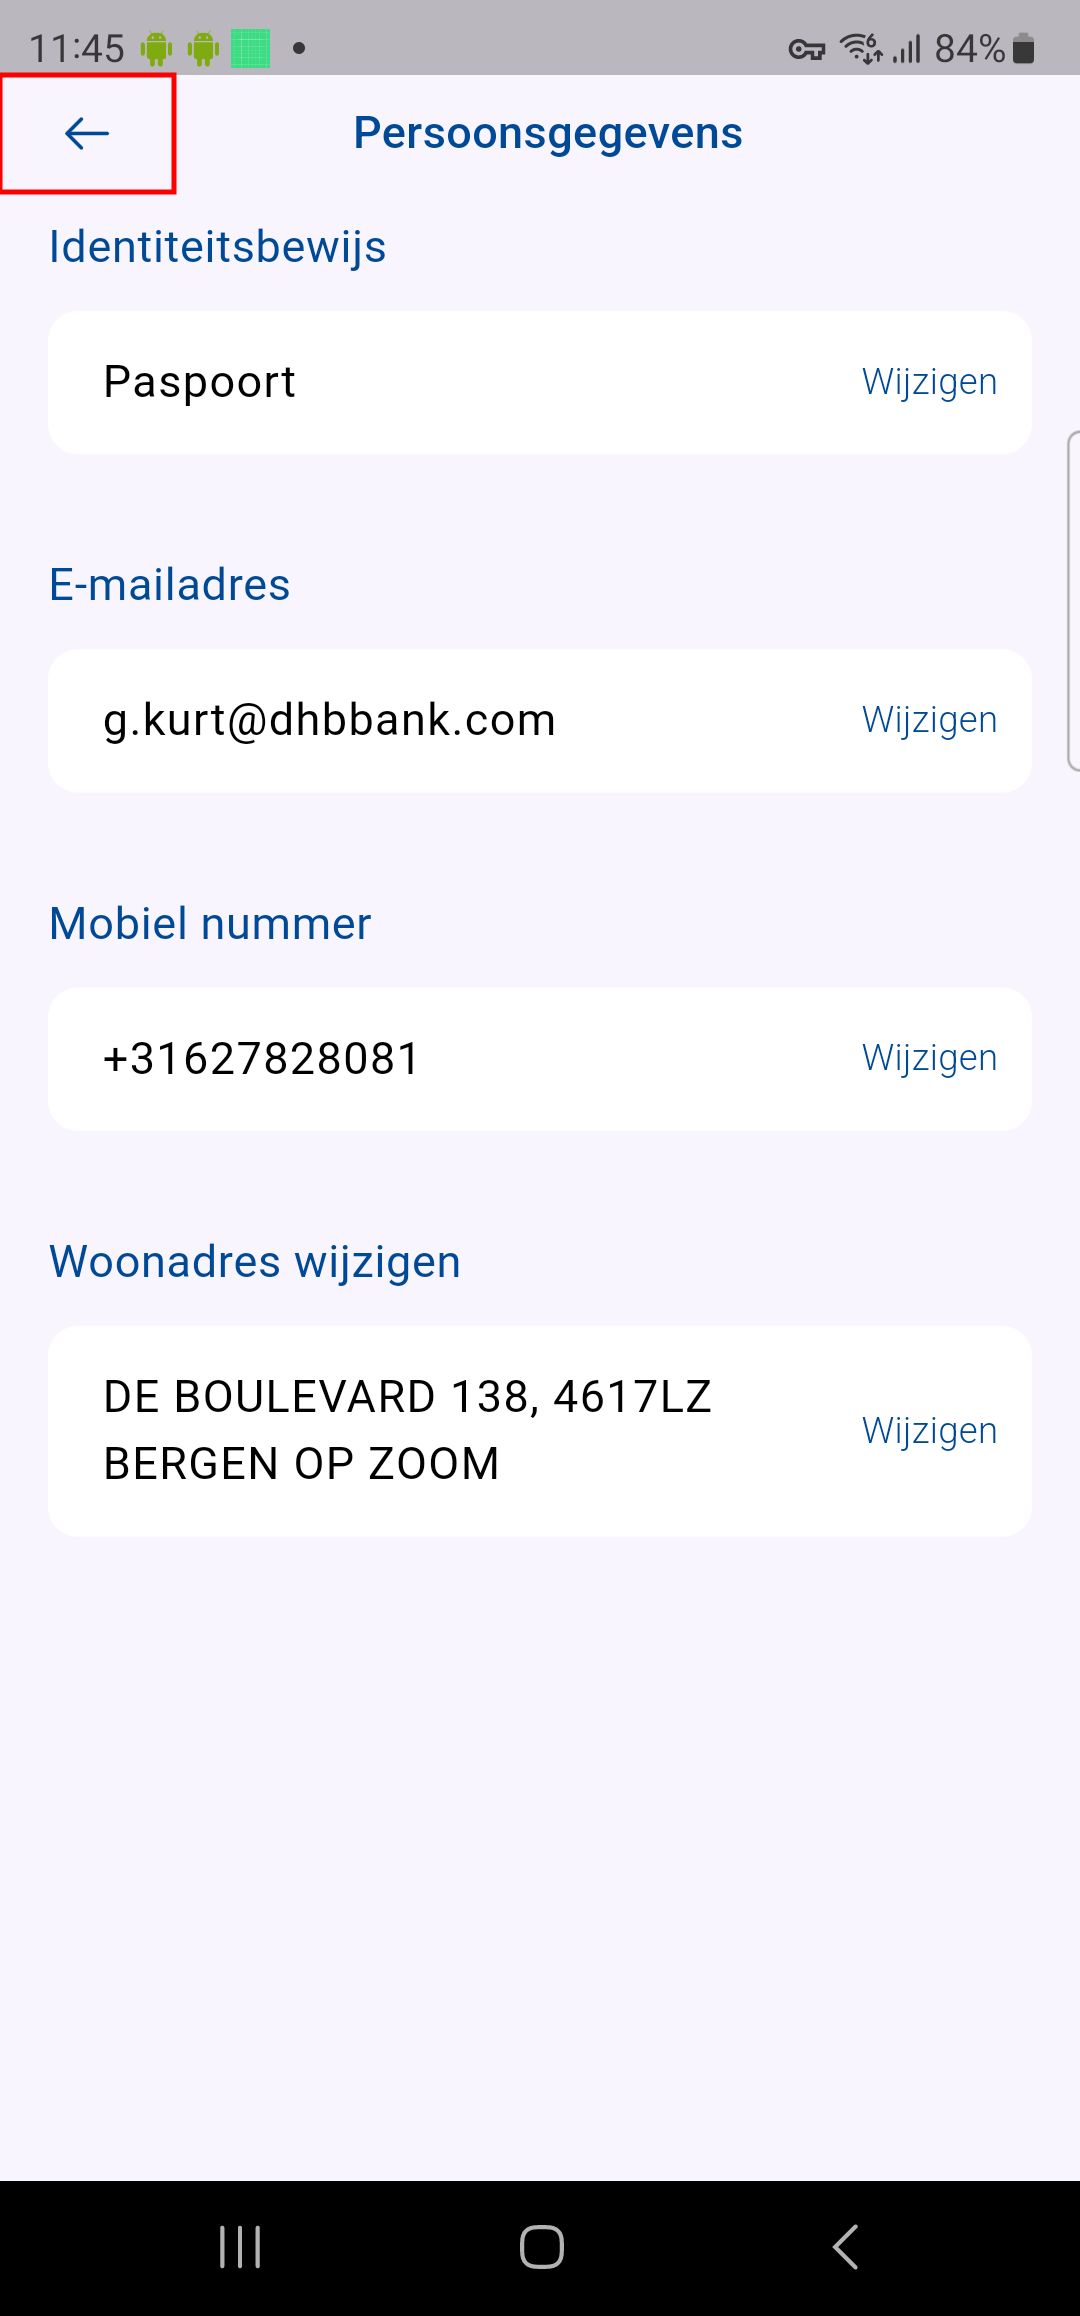 11:45
6
84%
Persoonsgegevens
Identiteitsbewijs
Paspoort
Wijzigen
E-mailadres
g.kurt@dhbbank.com
Wijzigen
Mobiel nummer
+31627828081
Wijzigen
Woonadres wijzigen
DE BOULEVARD 138, 4617LZ
BERGEN OP ZOOM
Wijzigen